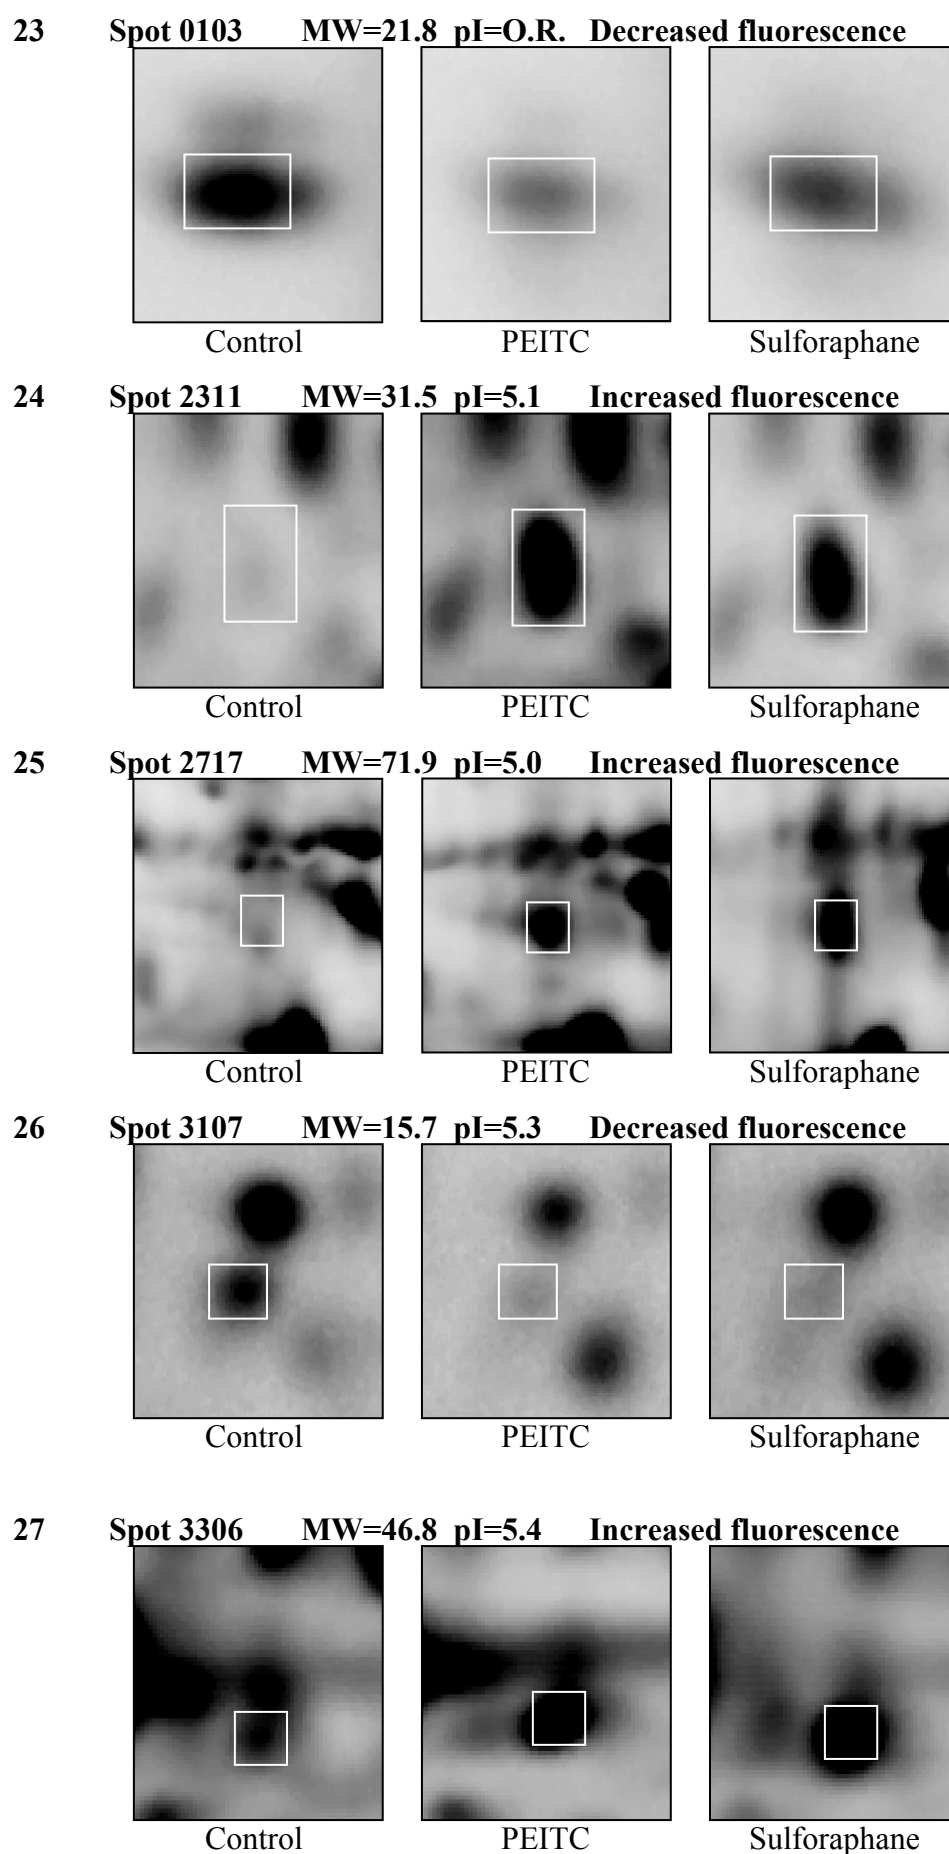 23 Spot 0103 MW=21.8 pI=O.R. Decreased fluorescence
Control PEITC Sulforaphane
24 Spot 2311 MW=31.5 pI=5.1 Increased fluorescence
Control PEITC Sulforaphane
25 Spot 2717 MW=71.9 pI=5.0 Increased fluorescence
Control PEITC Sulforaphane
26 Spot 3107 MW=15.7 pI=5.3 Decreased fluorescence
Control PEITC Sulforaphane
27 Spot 3306 MW=46.8 pI=5.4 Increased fluorescence
Control PEITC Sulforaphane